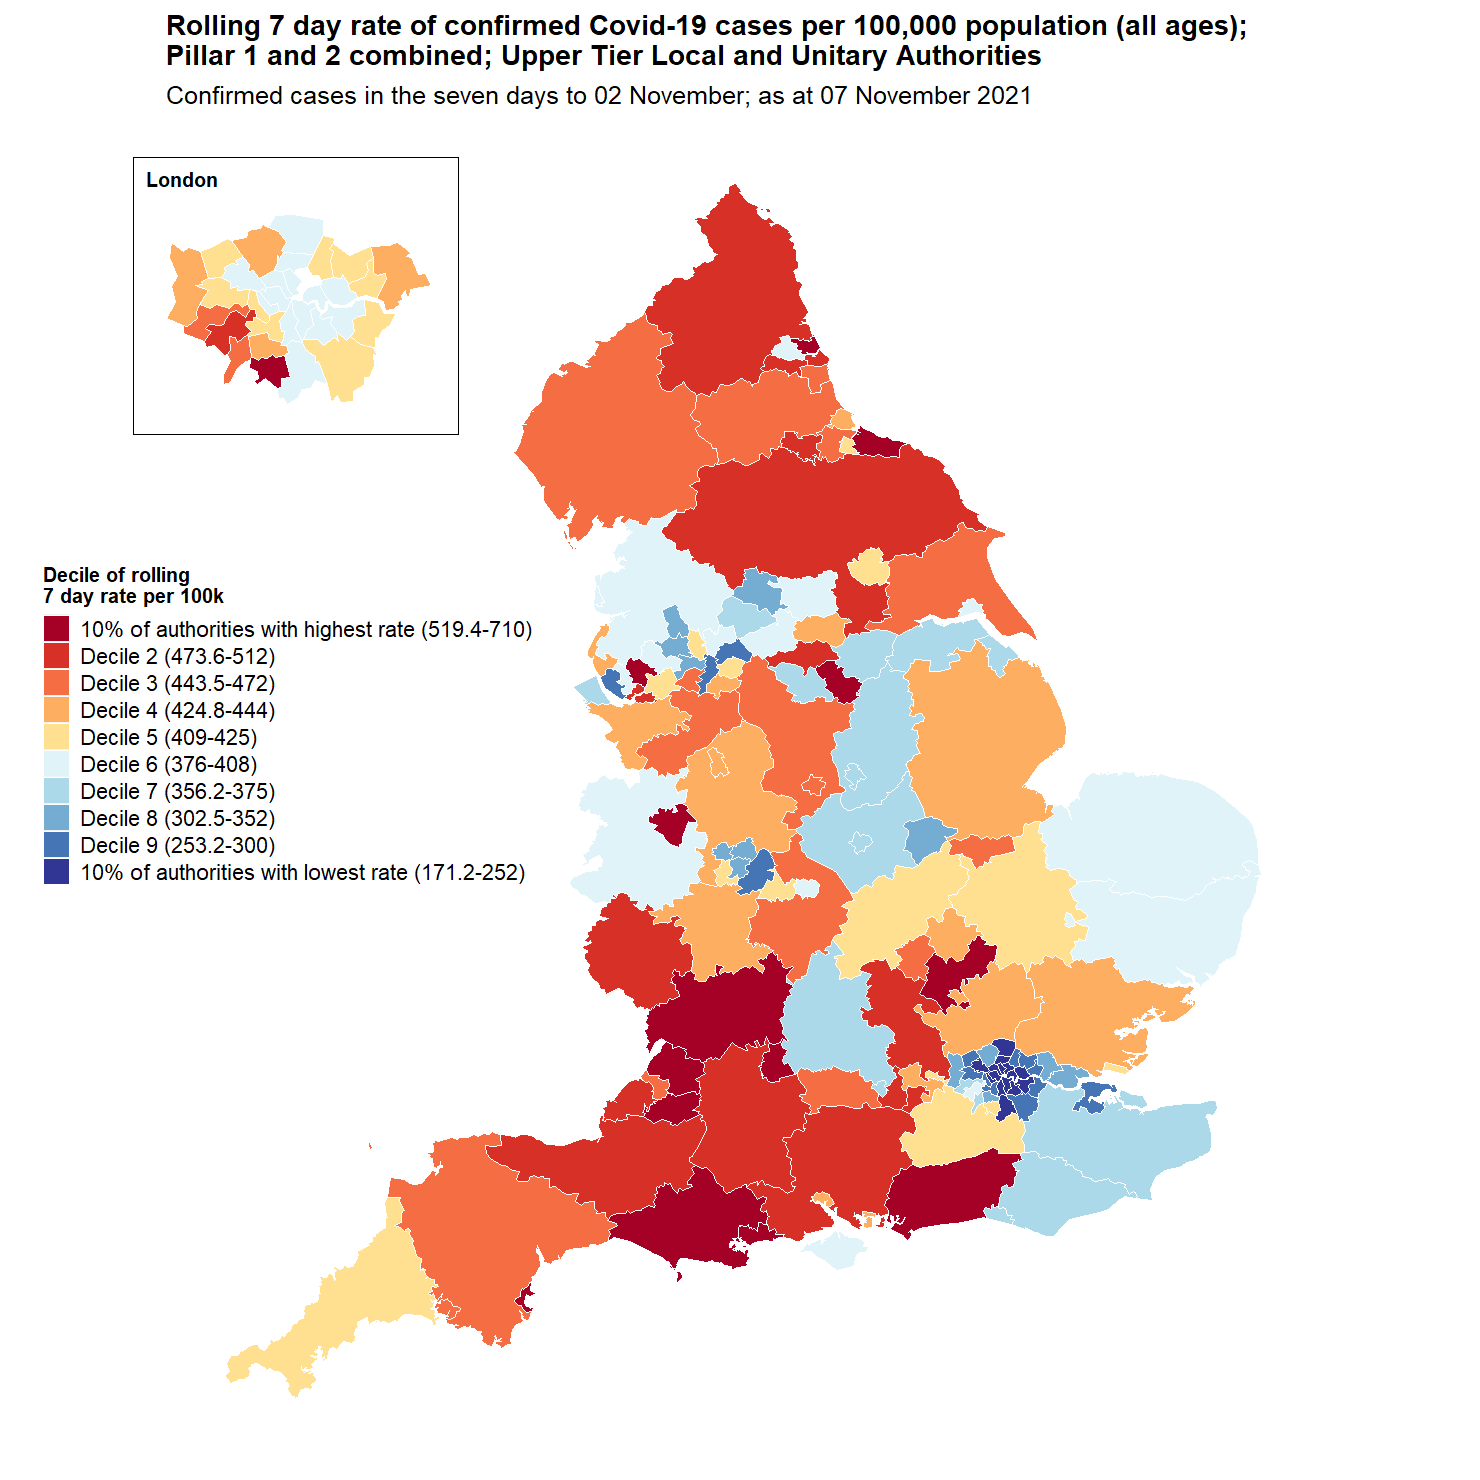 Rolling 7 day rate of confirmed Covid-19 cases per 100,000 population (all ages);
Pillar 1 and 2 combined; Upper Tier Local and Unitary Authorities
Confirmed cases in the seven days to 02 November; as at 07 November 2021
London
Decile of rolling
7 day rate per 100k
10% of authorities with highest rate (519.4-710)
Decile 2 (473.6-512)
Decile 3 (443.5-472)
Decile 4 (424.8-444)
Decile 5 (409-425)
Decile 6 (376-408)
Decile 7 (356.2-375)
Decile 8 (302.5-352)
Decile 9 (253.2-300)
10% of authorities with lowest rate (171.2-252)